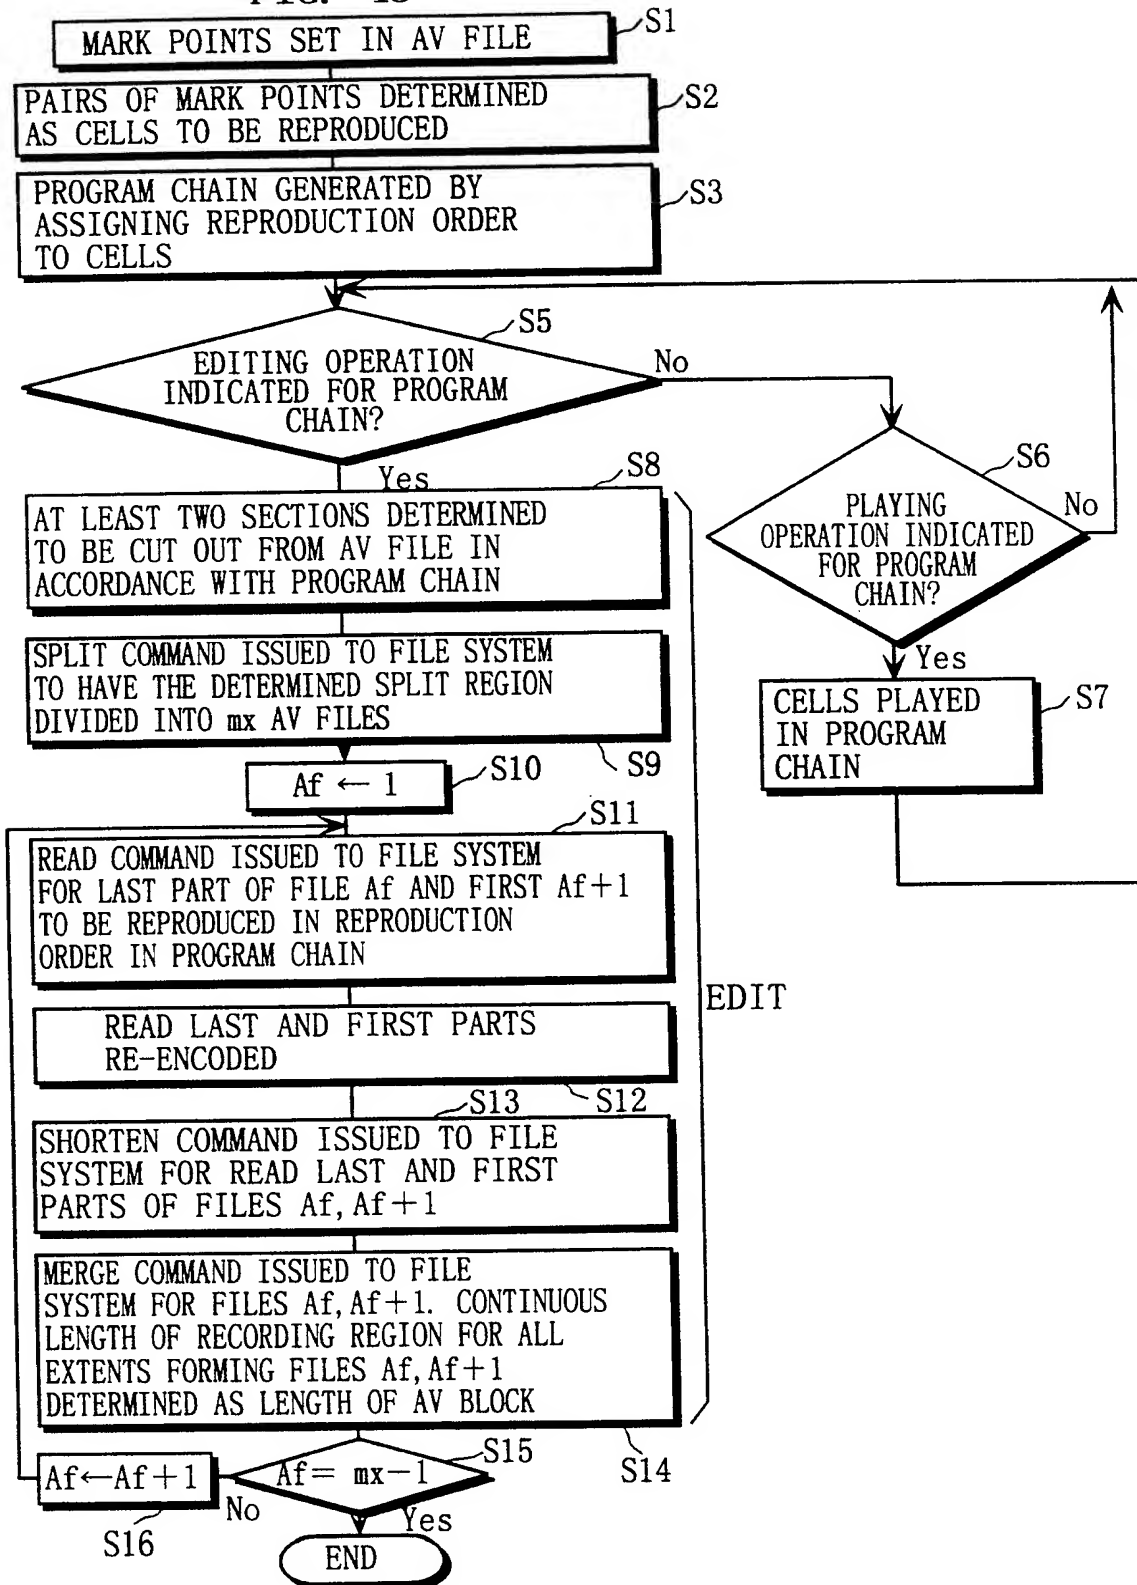 MARK POINTS SET IN AV FILE
S1
PAIRS OF MARK POINTS DETERMINED
AS CELLS TO BE REPRODUCED
S2
PROGRAM CHAIN GENERATED BY
ASSIGNING REPRODUCTION ORDER
TO CELLS
S3
S5
EDITING OPERATION
INDICATED FOR PROGRAM
CHAIN?
No
Yes
S6
PLAYING
OPERATION INDICATED
FOR PROGRAM
CHAIN?
No
Yes
CELLS PLAYED
IN PROGRAM
CHAIN
S7
S8
AT LEAST TWO SECTIONS DETERMINED
TO BE CUT OUT FROM AV FILE IN
ACCORDANCE WITH PROGRAM CHAIN
SPLIT COMMAND ISSUED TO FILE SYSTEM
TO HAVE THE DETERMINED SPLIT REGION
DIVIDED INTO mx AV FILES
S9
Af ← 1
S10
S11
READ COMMAND ISSUED TO FILE SYSTEM
FOR LAST PART OF FILE Af AND FIRST Af+1
TO BE REPRODUCED IN REPRODUCTION
ORDER IN PROGRAM CHAIN
EDIT
READ LAST AND FIRST PARTS
RE-ENCODED
S12
S13
SHORTEN COMMAND ISSUED TO FILE
SYSTEM FOR READ LAST AND FIRST
PARTS OF FILES Af, Af+1
MERGE COMMAND ISSUED TO FILE
SYSTEM FOR FILES Af, Af+1. CONTINUOUS
LENGTH OF RECORDING REGION FOR ALL
EXTENTS FORMING FILES Af, Af+1
DETERMINED AS LENGTH OF AV BLOCK
S14
S15
Af= mx-1
Af←Af+1
No
S16
Yes
END